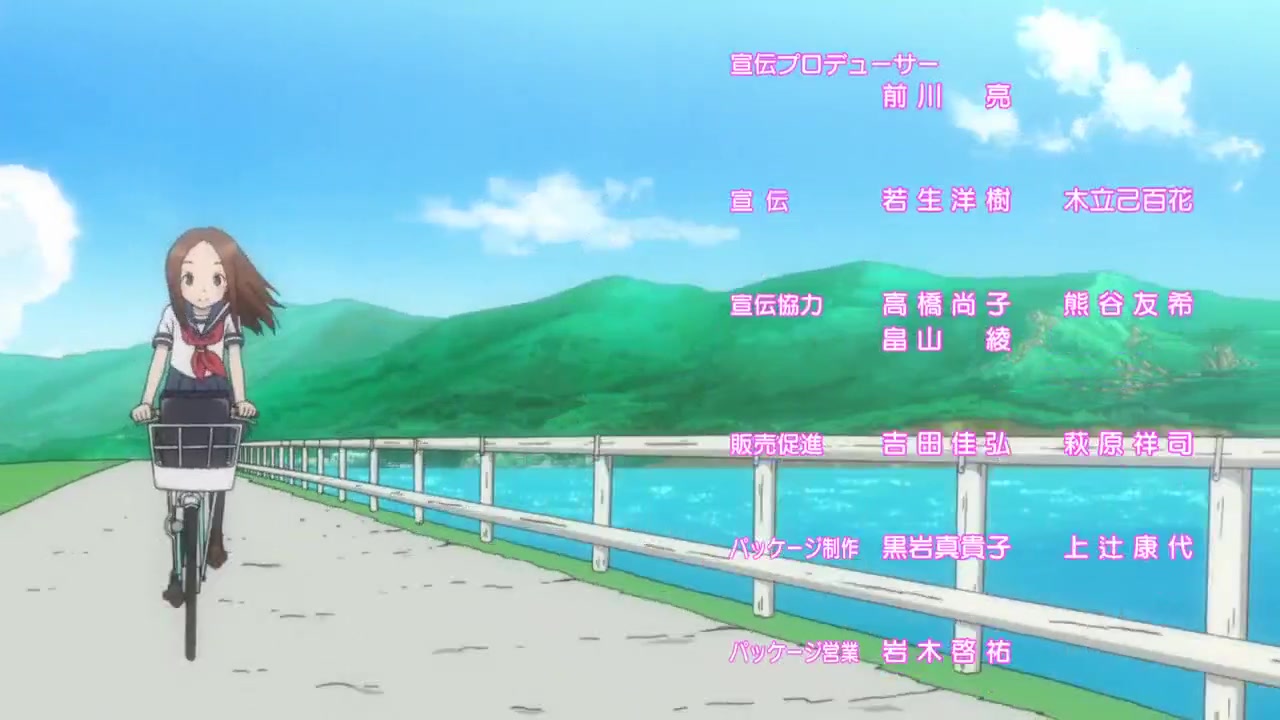 宣伝プロデューサー
前川 亮
宣伝 若生洋樹 木立己百花
宣伝協力 高橋尚子 熊谷友希
畠山 綾
販売促進 吉田佳弘 萩原祥司
パッケージ制作 黒岩真貴子 上辻康代
パッケージ営業 岩木啓祐